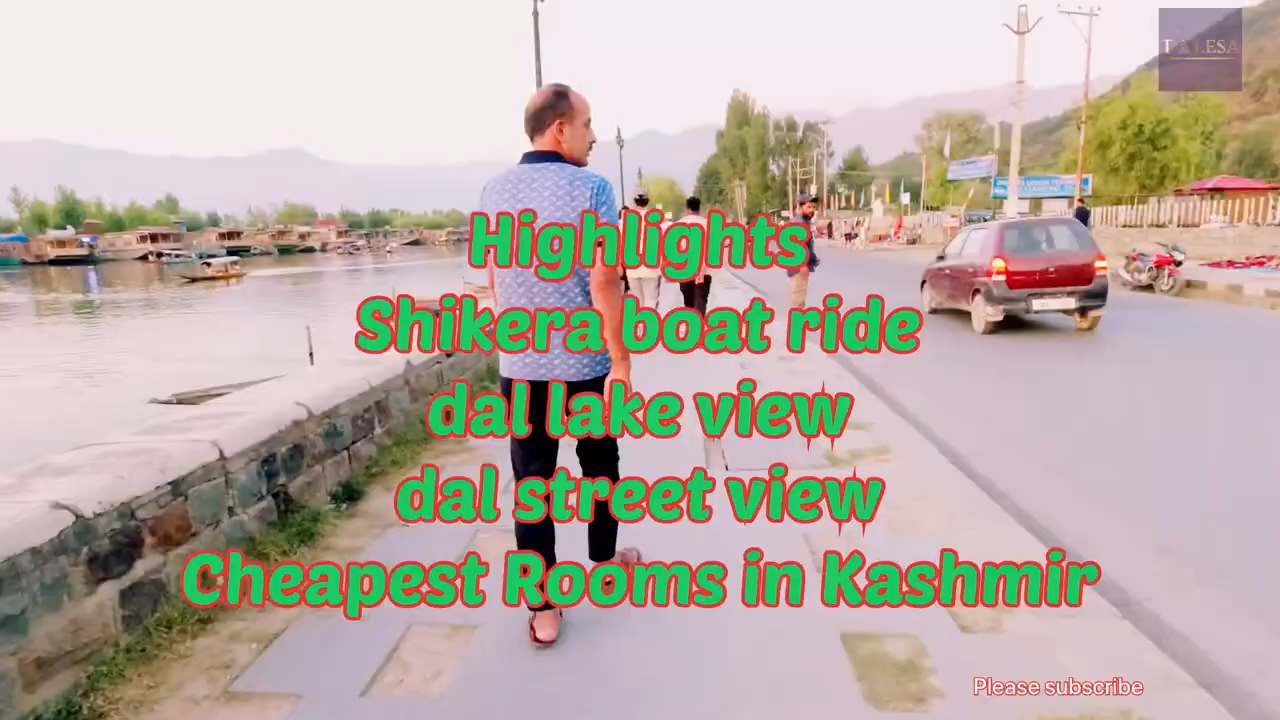 Highlights
Shikera boat ride
dal lake view
dal street view
Cheapest Rooms in Kashmir
Please subscribe